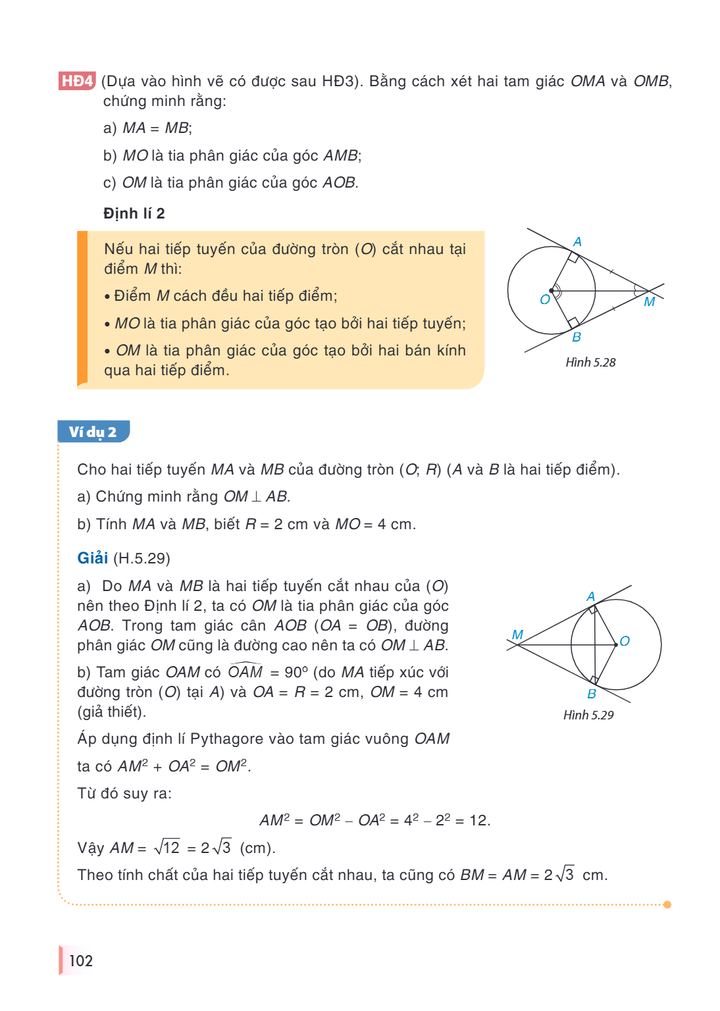 HĐ4 (Dựa vào hình vẽ có được sau HĐ3). Bằng cách xét hai tam giác OMA và OMB,
chứng minh rằng:
a) MA = MB;
b) MO là tia phân giác của góc AMB;
c) OM là tia phân giác của góc AOB.
Định lí 2
Nếu hai tiếp tuyến của đường tròn (O) cắt nhau tại
điểm M thì:
• Điểm M cách đều hai tiếp điểm;
• MO là tia phân giác của góc tạo bởi hai tiếp tuyến;
• OM là tia phân giác của góc tạo bởi hai bán kính
qua hai tiếp điểm.
A
O
M
B
Hình 5.28
Ví dụ 2
Cho hai tiếp tuyến MA và MB của đường tròn (O; R) (A và B là hai tiếp điểm).
a) Chứng minh rằng OM ⊥ AB.
b) Tính MA và MB, biết R = 2 cm và MO = 4 cm.
Giải (H.5.29)
a) Do MA và MB là hai tiếp tuyến cắt nhau của (O)
nên theo Định lí 2, ta có OM là tia phân giác của góc
AOB. Trong tam giác cân AOB (OA = OB), đường
phân giác OM cũng là đường cao nên ta có OM ⊥ AB.
b) Tam giác OAM có $\widehat{OAM}$ = 90º (do MA tiếp xúc với
đường tròn (O) tại A) và OA = R = 2 cm, OM = 4 cm
(giả thiết).
A
M
O
B
Hình 5.29
Áp dụng định lí Pythagore vào tam giác vuông OAM
ta có AM² + OA² = OM².
Từ đó suy ra:
AM² = OM² – OA² = 4² – 2² = 12.
Vậy AM = √12 = 2√3 (cm).
Theo tính chất của hai tiếp tuyến cắt nhau, ta cũng có BM = AM = 2√3 cm.
102